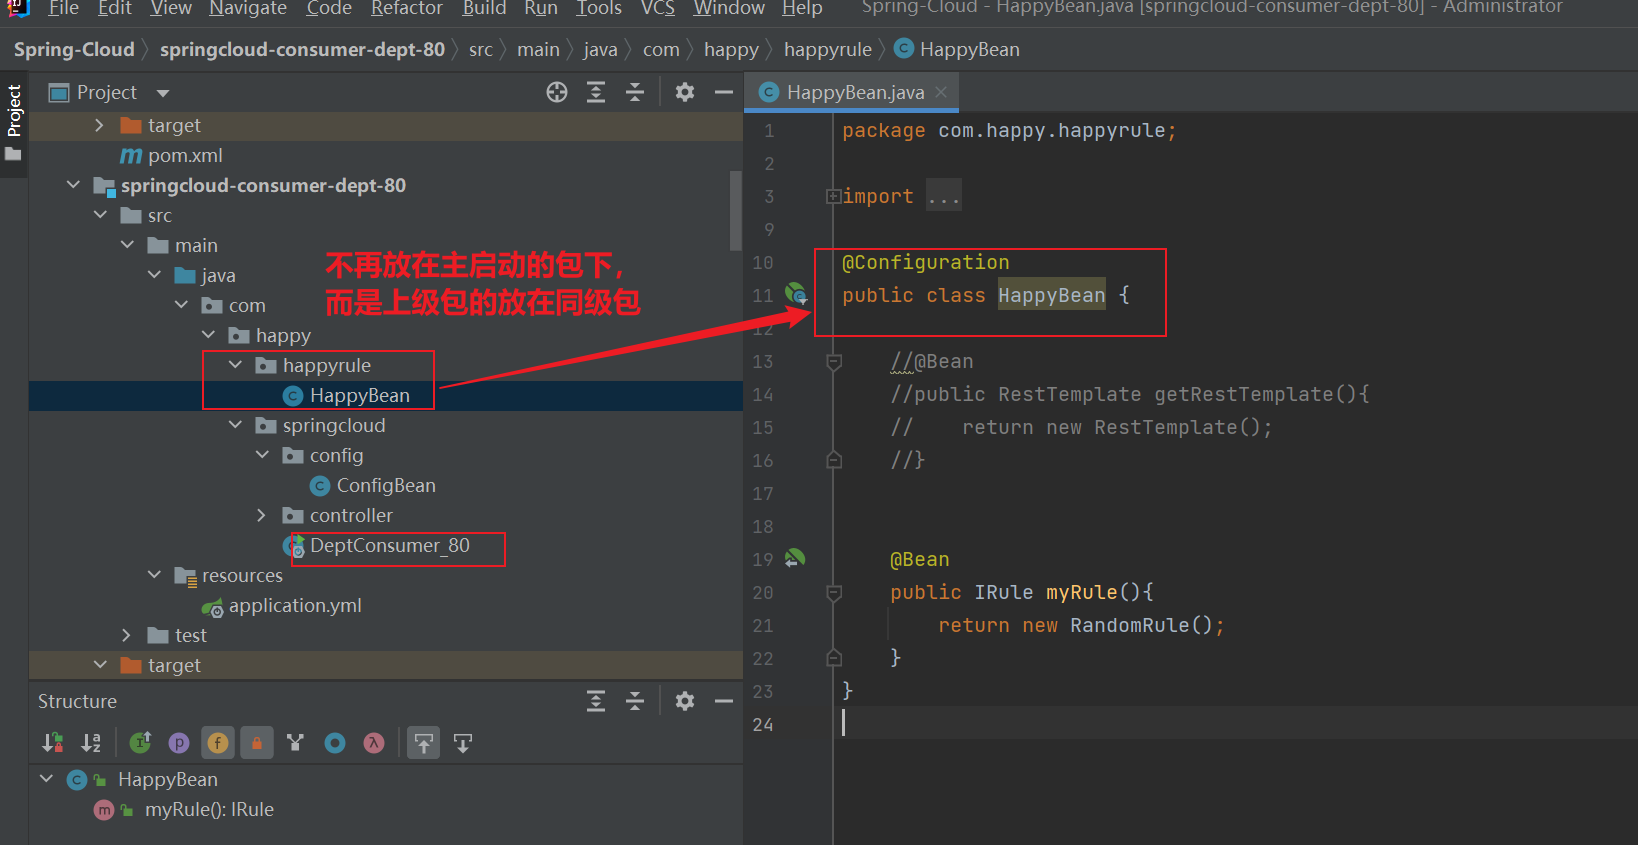 File Edit View Navigate Code Refactor Build Run Tools VCS Window Help Spring-Cloud - HappyBean.java [springcloud-consumer-dept-80] - Administrator
Spring-Cloud springcloud-consumer-dept-80 src main java com happy happyrule HappyBean
Project
Project
target
pom.xml
springcloud-consumer-dept-80
src
main
java
com
happy
happyrule
HappyBean
springcloud
config
ConfigBean
controller
DeptConsumer_80
resources
application.yml
test
target
不再放在主启动的包下，
而是上级包的放在同级包
Structure
HappyBean
myRule(): IRule
HappyBean.java
1 package com.happy.happyrule;
2
3 import ...
9
10 @Configuration
11 public class HappyBean {
12
13 //@Bean
14 //public RestTemplate getRestTemplate(){
15 //    return new RestTemplate();
16 //}
17
18
19 @Bean
20 public IRule myRule(){
21 return new RandomRule();
22 }
23 }
24